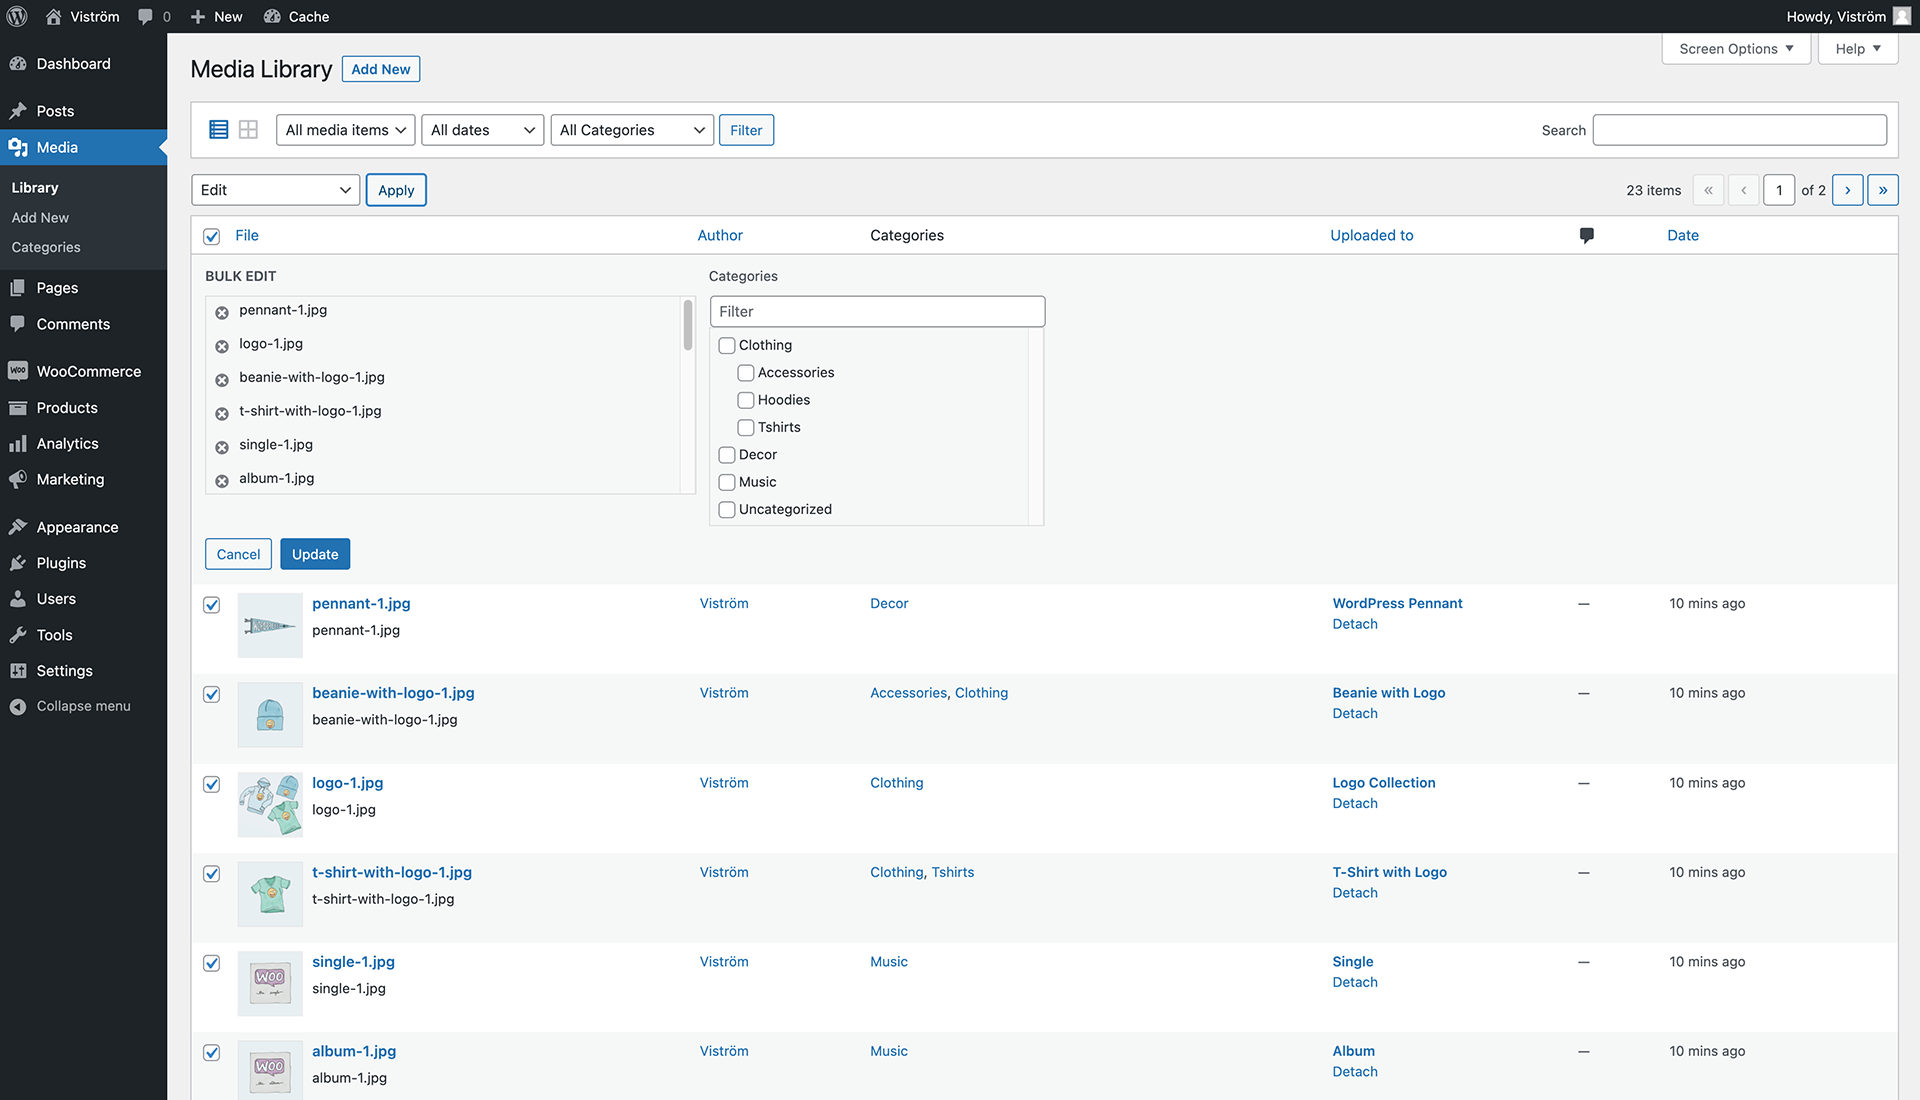 Viström 0 New Cache Howdy, Viström
Screen Options Help
Dashboard
Posts
Media
Library
Add New
Categories
Pages
Comments
WOO WooCommerce
Products
Analytics
Marketing
Appearance
Plugins
Users
Tools
Settings
Collapse menu
Media Library Add New
All media items All dates All Categories Filter Search
Edit Apply 23 items « ‹ 1 of 2 › »
File Author Categories Uploaded to Date
BULK EDIT
pennant-1.jpg
logo-1.jpg
beanie-with-logo-1.jpg
t-shirt-with-logo-1.jpg
single-1.jpg
album-1.jpg
Categories
Filter
Clothing
Accessories
Hoodies
Tshirts
Decor
Music
Uncategorized
Cancel Update
pennant-1.jpg Viström Decor WordPress Pennant — 10 mins ago
pennant-1.jpg Detach
beanie-with-logo-1.jpg Viström Accessories, Clothing Beanie with Logo — 10 mins ago
beanie-with-logo-1.jpg Detach
logo-1.jpg Viström Clothing Logo Collection — 10 mins ago
logo-1.jpg Detach
t-shirt-with-logo-1.jpg Viström Clothing, Tshirts T-Shirt with Logo — 10 mins ago
t-shirt-with-logo-1.jpg Detach
single-1.jpg Viström Music Single — 10 mins ago
WOO
single-1.jpg Detach
album-1.jpg Viström Music Album — 10 mins ago
WOO
album-1.jpg Detach